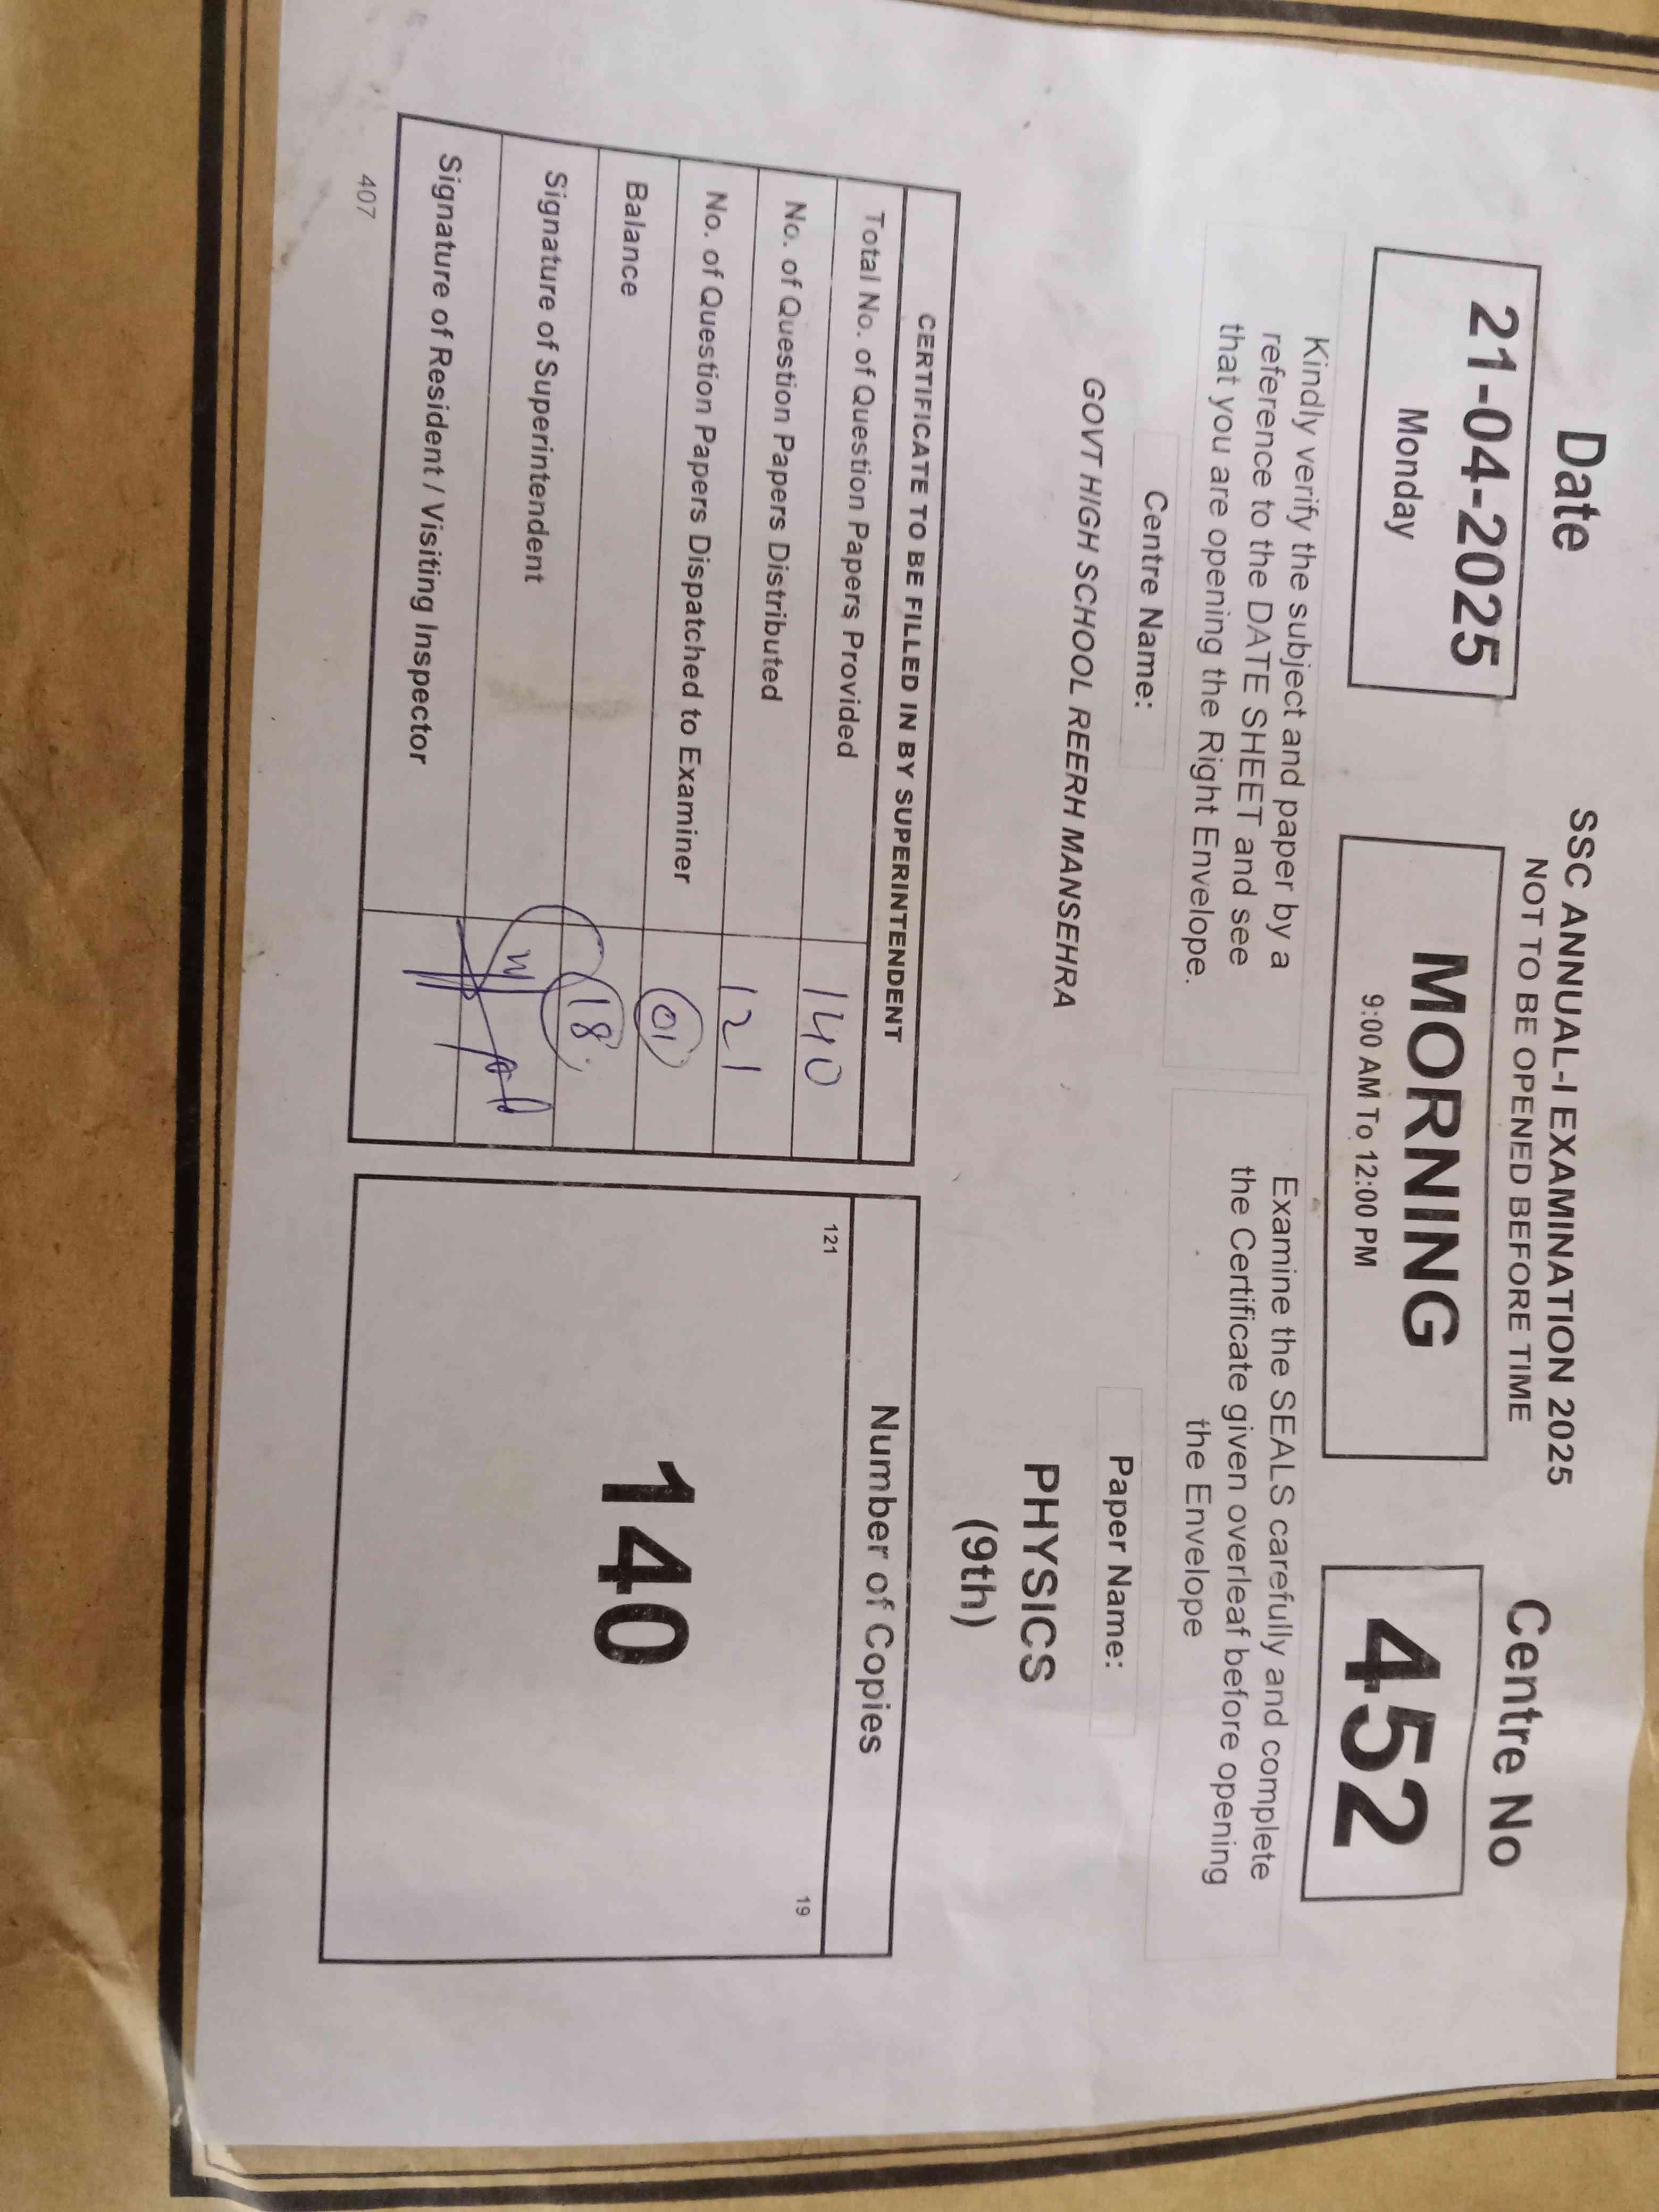 SSC ANNUAL-I EXAMINATION 2025
NOT TO BE OPENED BEFORE TIME
Date
21-04-2025
Monday
MORNING
9:00 AM To 12:00 PM
Centre No
452
Kindly verify the subject and paper by a
reference to the DATE SHEET and see
that you are opening the Right Envelope.
Examine the SEALS carefully and complete
the Certificate given overleaf before opening
the Envelope
Centre Name:
GOVT HIGH SCHOOL REERH MANSEHRA
Paper Name:
PHYSICS
(9th)
CERTIFICATE TO BE FILLED IN BY SUPERINTENDENT
Total No. of Question Papers Provided 140
No. of Question Papers Distributed 121
No. of Question Papers Dispatched to Examiner 01
Balance 18
Signature of Superintendent
Signature of Resident / Visiting Inspector
407
Number of Copies
121
19
140